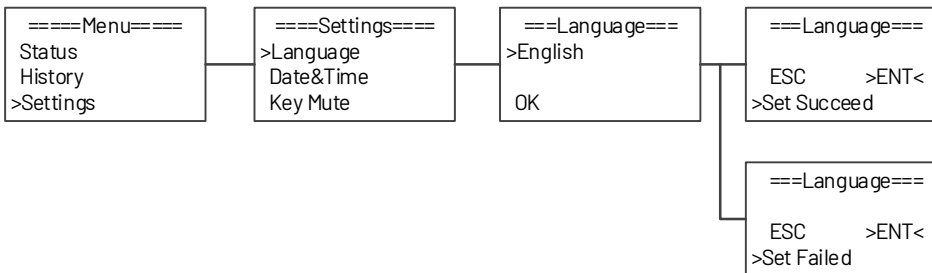 =====Menu=====
Status
History
>Settings
====Settings====
>Language
Date&Time
Key Mute
===Language===
>English
OK
===Language===
ESC >ENT<
>Set Succeed
===Language===
ESC >ENT<
>Set Failed